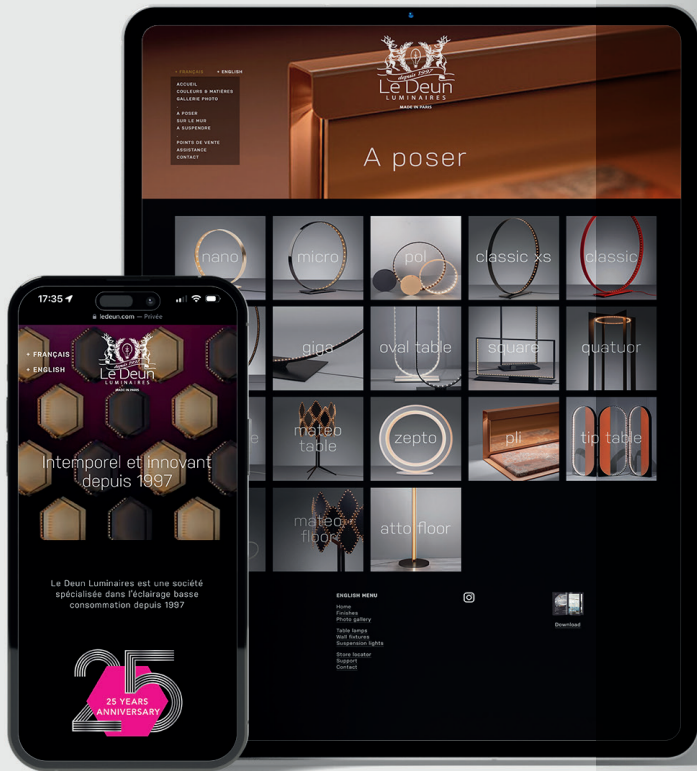 + FRANÇAIS + ENGLISH
ACCUEIL
COULEURS & MATIÈRES
GALLERIE PHOTO
A POSER
SUR LE MUR
A SUSPENDRE
POINTS DE VENTE
ASSISTANCE
CONTACT
depuis 1997
Le Deun
LUMINAIRES
MADE IN PARIS
A poser
nano
micro
pol
classic xs
classic
giga
oval table
square
quatuor
mateo
table
zepto
pli
tip table
mateo
floor
atto floor
ENGLISH MENU
Home
Finishes
Photo gallery
Table lamps
Wall fixtures
Suspension lights
Store locator
Support
Contact
Download
17:35
ledeun.com — Privée
+ FRANÇAIS
+ ENGLISH
depuis 1997
Le Deun
LUMINAIRES
MADE IN PARIS
Intemporel et innovant
depuis 1997
Le Deun Luminaires est une société
spécialisée dans l'éclairage basse
consommation depuis 1997
25
25 YEARS
ANNIVERSARY